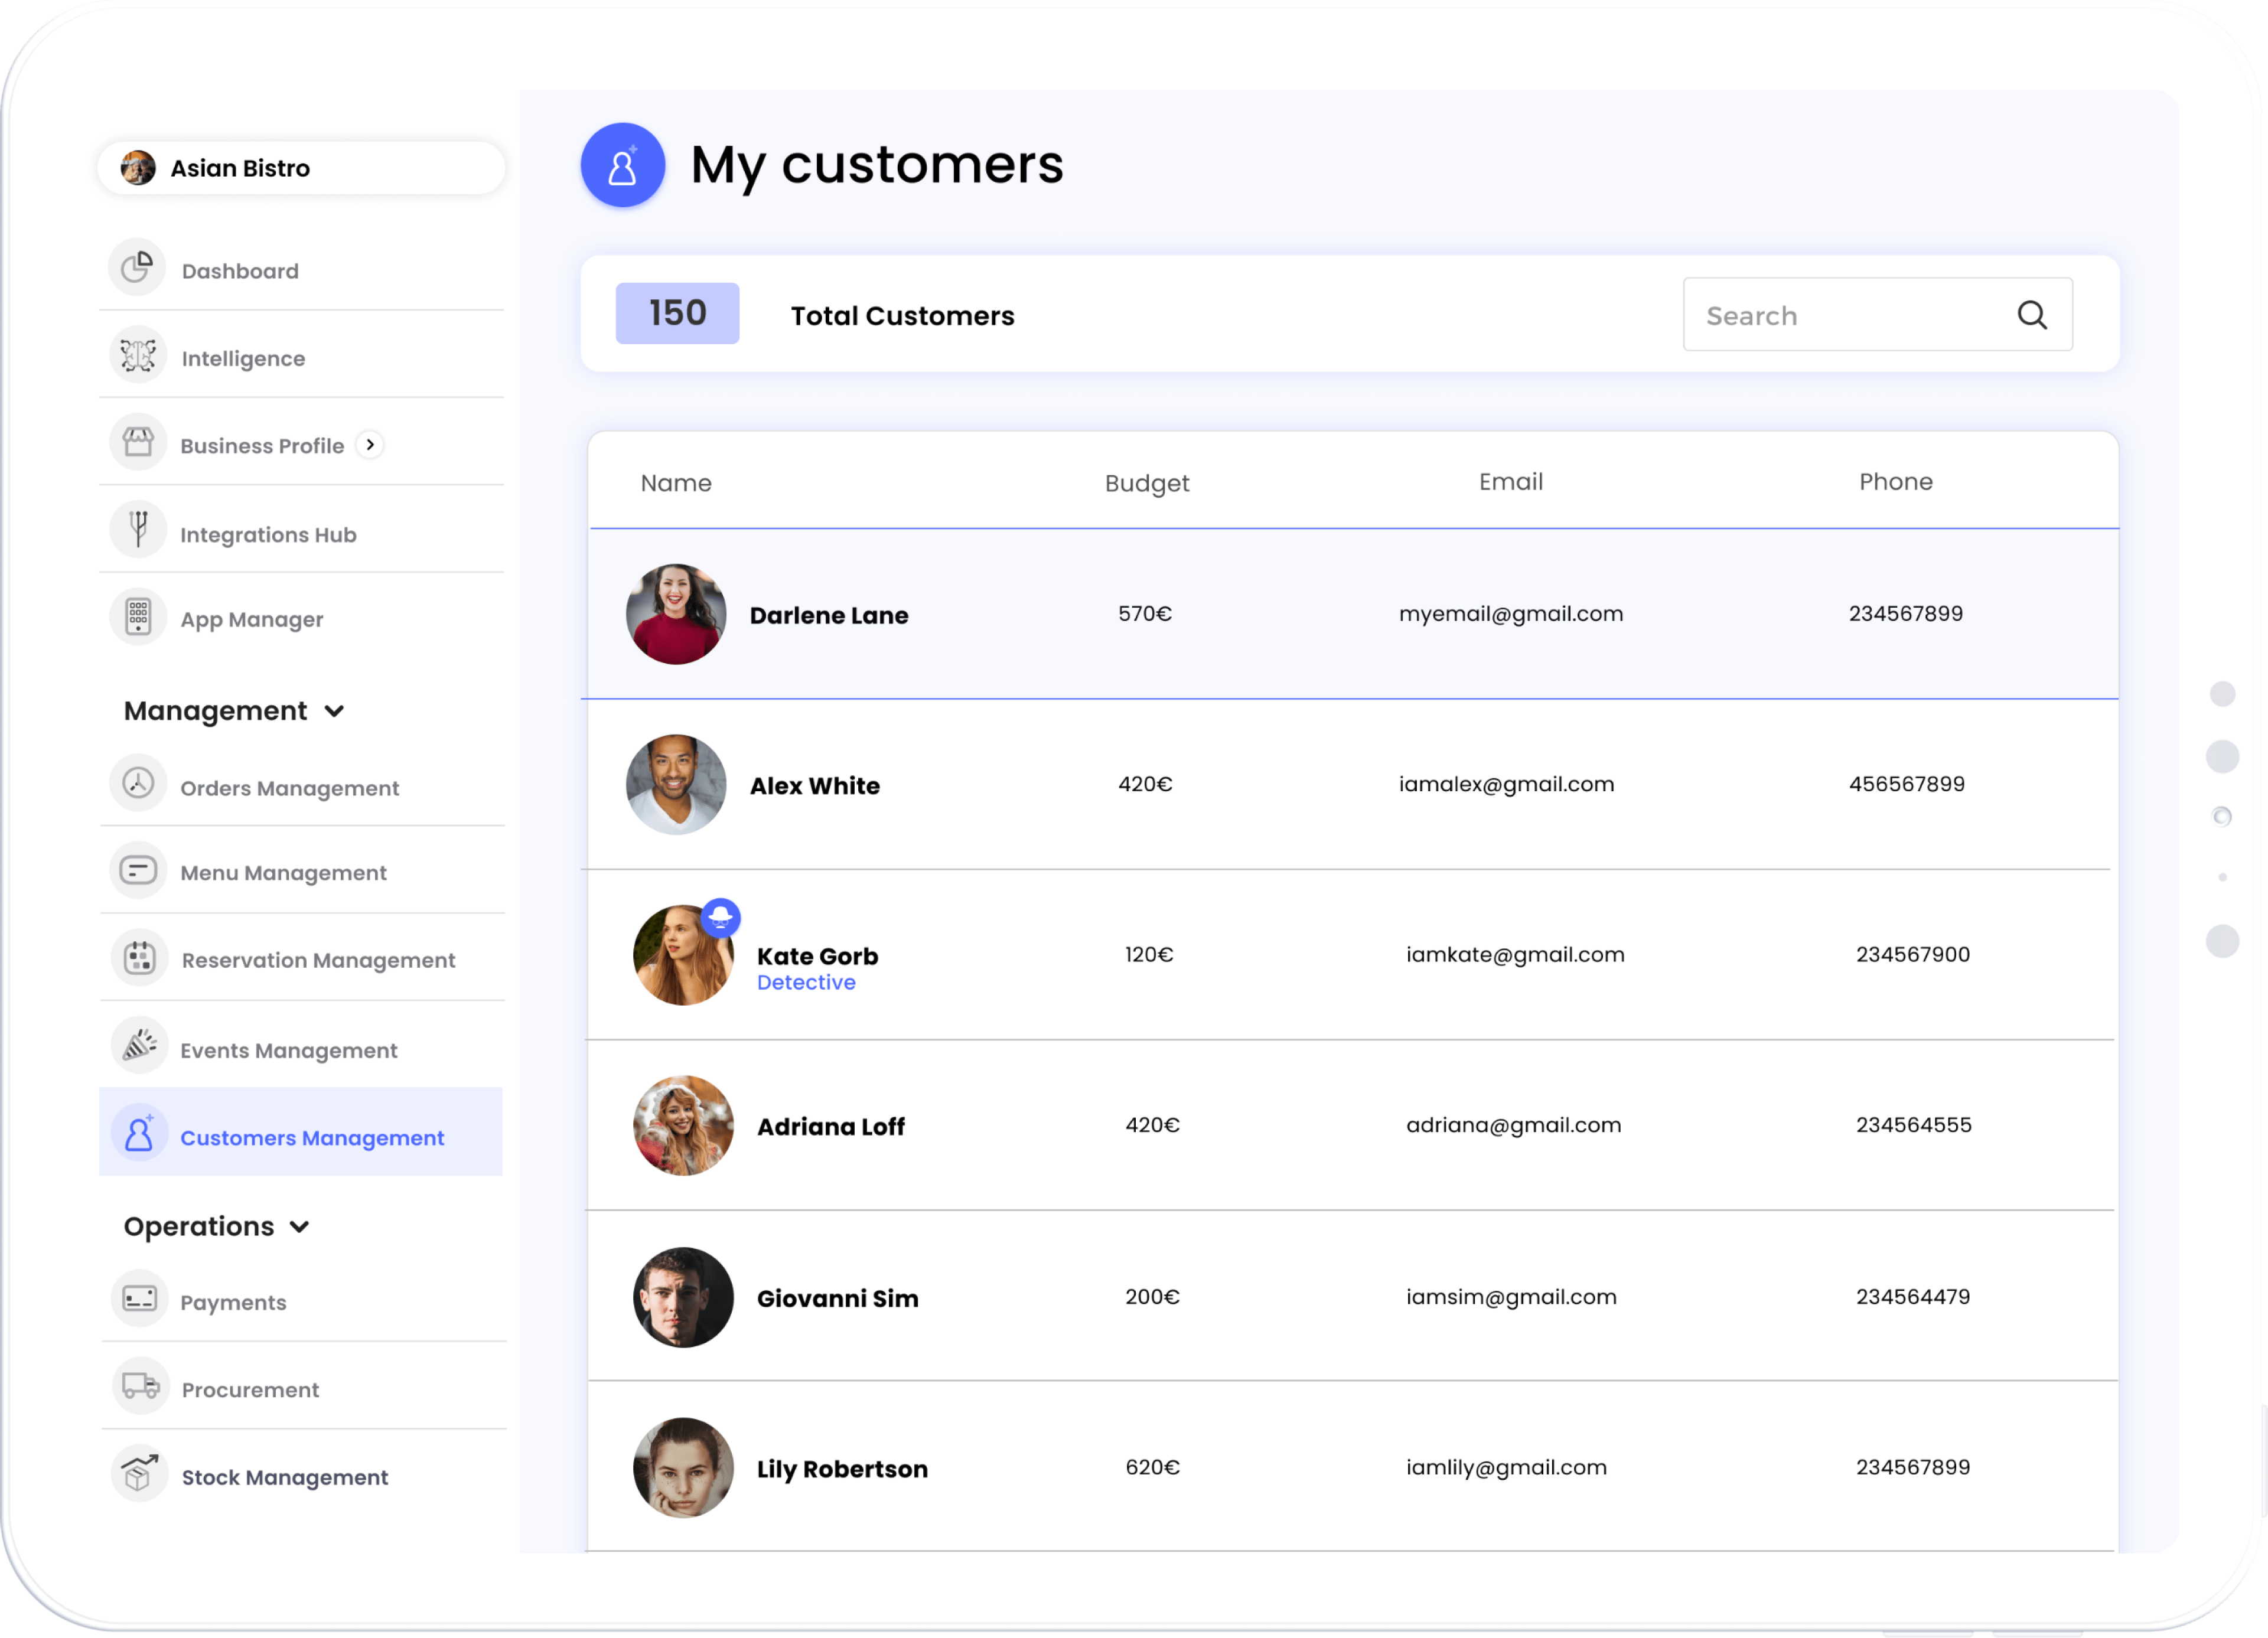 Asian Bistro
Dashboard
Intelligence
Business Profile
Integrations Hub
App Manager
Management
Orders Management
Menu Management
Reservation Management
Events Management
Customers Management
Operations
Payments
Procurement
Stock Management
My customers
150 Total Customers Search
Name Budget Email Phone
Darlene Lane 570€ myemail@gmail.com 234567899
Alex White 420€ iamalex@gmail.com 456567899
Kate Gorb 120€ iamkate@gmail.com 234567900
Detective
Adriana Loff 420€ adriana@gmail.com 234564555
Giovanni Sim 200€ iamsim@gmail.com 234564479
Lily Robertson 620€ iamlily@gmail.com 234567899